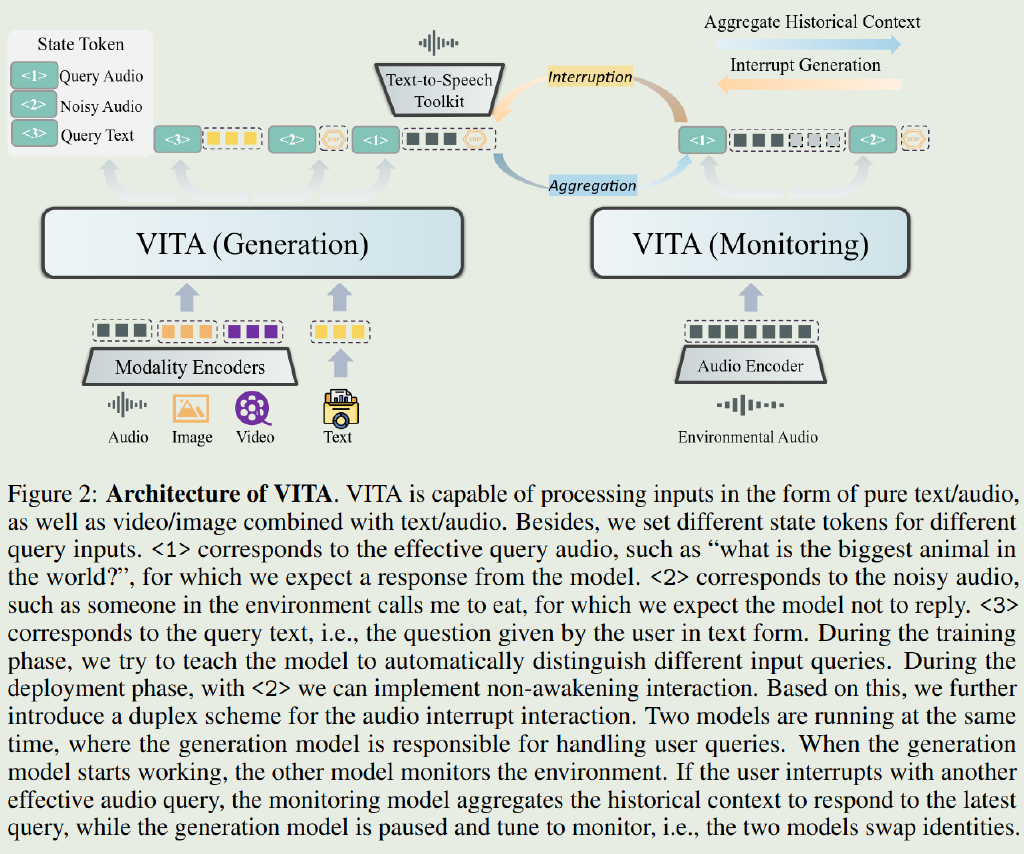 State Token
<1> Query Audio
<2> Noisy Audio
<3> Query Text
Text-to-Speech
Toolkit
Interruption
Aggregation
Aggregate Historical Context
Interrupt Generation
<3>
<2>
<1>
<1>
<2>
VITA (Generation)
VITA (Monitoring)
Modality Encoders
Audio Encoder
Audio
Image
Video
Text
Environmental Audio
Figure 2: Architecture of VITA. VITA is capable of processing inputs in the form of pure text/audio,
as well as video/image combined with text/audio. Besides, we set different state tokens for different
query inputs. <1> corresponds to the effective query audio, such as “what is the biggest animal in
the world?”, for which we expect a response from the model. <2> corresponds to the noisy audio,
such as someone in the environment calls me to eat, for which we expect the model not to reply. <3>
corresponds to the query text, i.e., the question given by the user in text form. During the training
phase, we try to teach the model to automatically distinguish different input queries. During the
deployment phase, with <2> we can implement non-awakening interaction. Based on this, we further
introduce a duplex scheme for the audio interrupt interaction. Two models are running at the same
time, where the generation model is responsible for handling user queries. When the generation
model starts working, the other model monitors the environment. If the user interrupts with another
effective audio query, the monitoring model aggregates the historical context to respond to the latest
query, while the generation model is paused and tune to monitor, i.e., the two models swap identities.